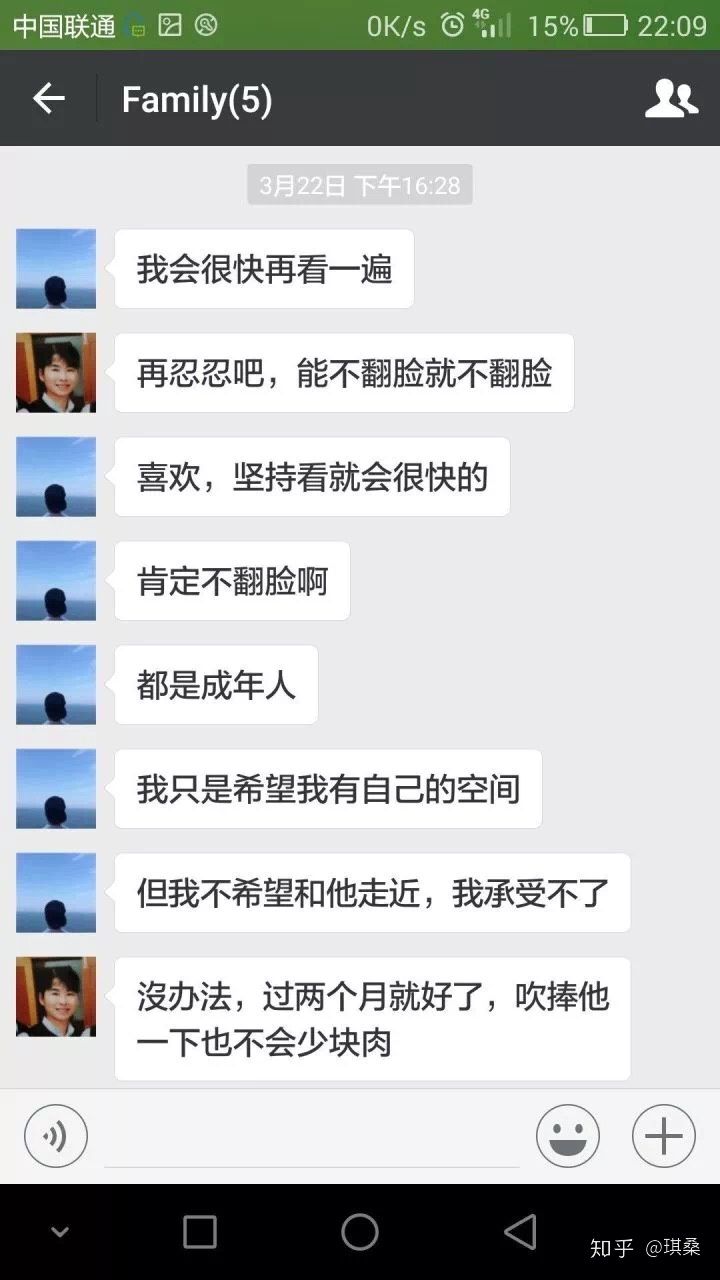 中国联通 0K/s 4G 15% 22:09
Family(5)
3月22日 下午16:28
我会很快再看一遍
再忍忍吧，能不翻脸就不翻脸
喜欢，坚持看就会很快的
肯定不翻脸啊
都是成年人
我只是希望我有自己的空间
但我不希望和他走近，我承受不了
沒办法，过两个月就好了，吹捧他
一下也不会少块肉
知乎 @琪桑